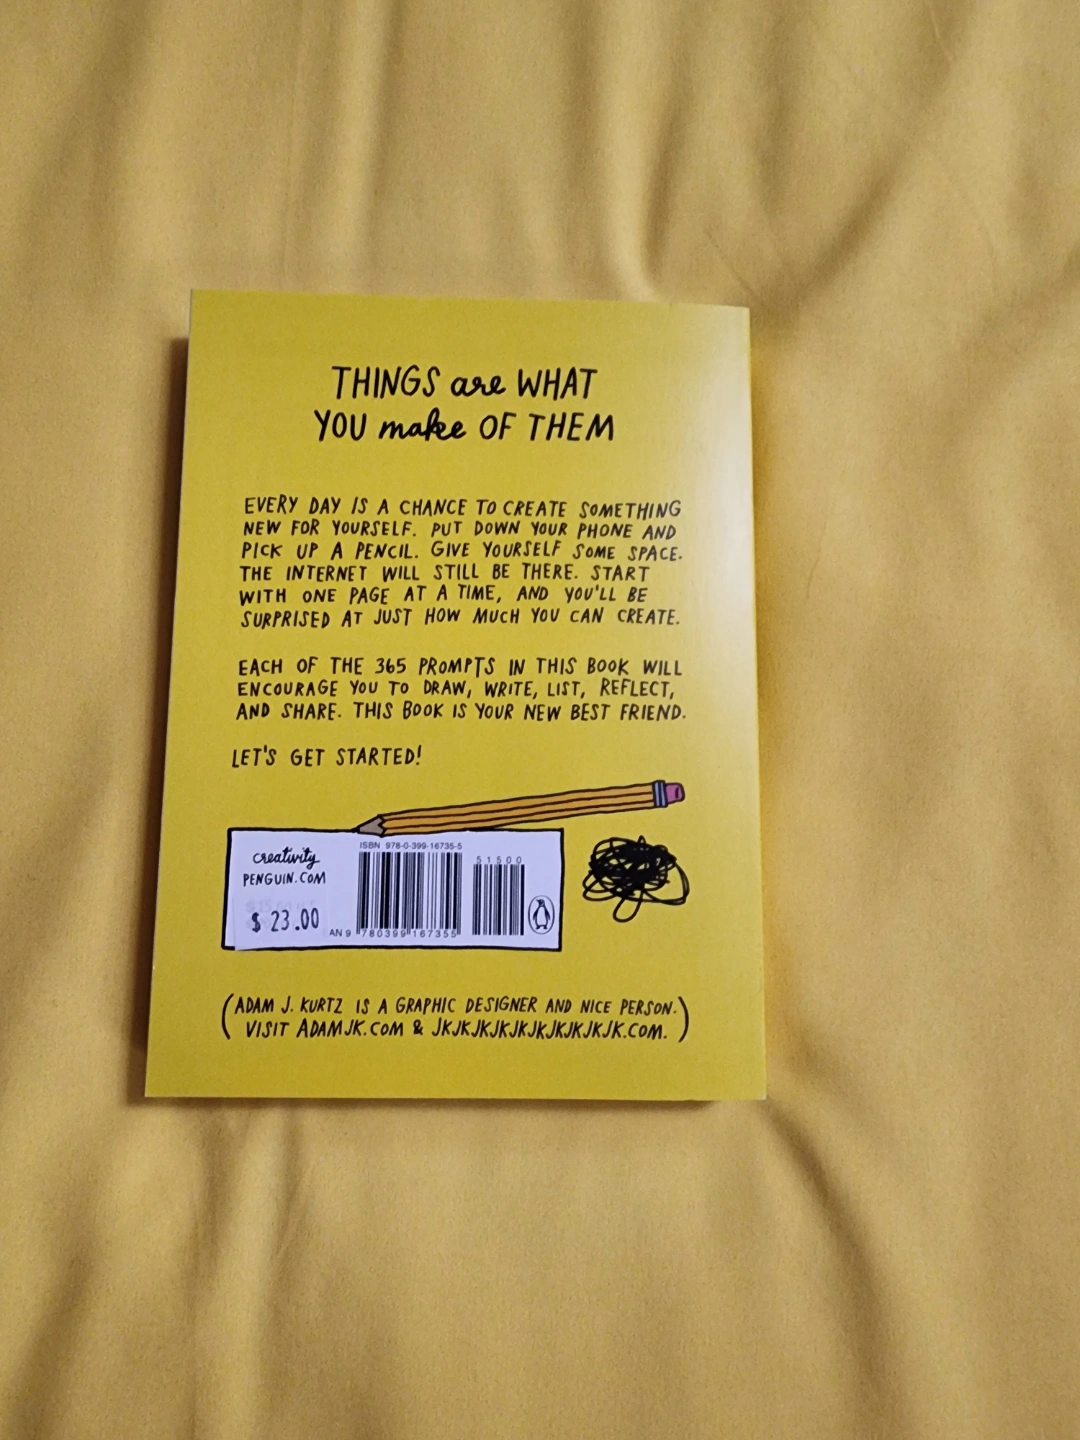 THINGS are WHAT
YOU make OF THEM
EVERY DAY IS A CHANCE TO CREATE SOMETHING
NEW FOR YOURSELF. PUT DOWN YOUR PHONE AND
PICK UP A PENCIL. GIVE YOURSELF SOME SPACE.
THE INTERNET WILL STILL BE THERE. START
WITH ONE PAGE AT A TIME, AND YOU'LL BE
SURPRISED AT JUST HOW MUCH YOU CAN CREATE.
EACH OF THE 365 PROMPTS IN THIS BOOK WILL
ENCOURAGE YOU TO DRAW, WRITE, LIST, REFLECT,
AND SHARE. THIS BOOK IS YOUR NEW BEST FRIEND.
LET'S GET STARTED!
creativity
PENGUIN.COM
$ 23.00
ISBN 978-0-399-16735-5
51500
AN 9 780399 167355
(ADAM J. KURTZ IS A GRAPHIC DESIGNER AND NICE PERSON.
VISIT ADAMJK.COM & JKJKJKJKJKJKJKJKJKJK.COM.)